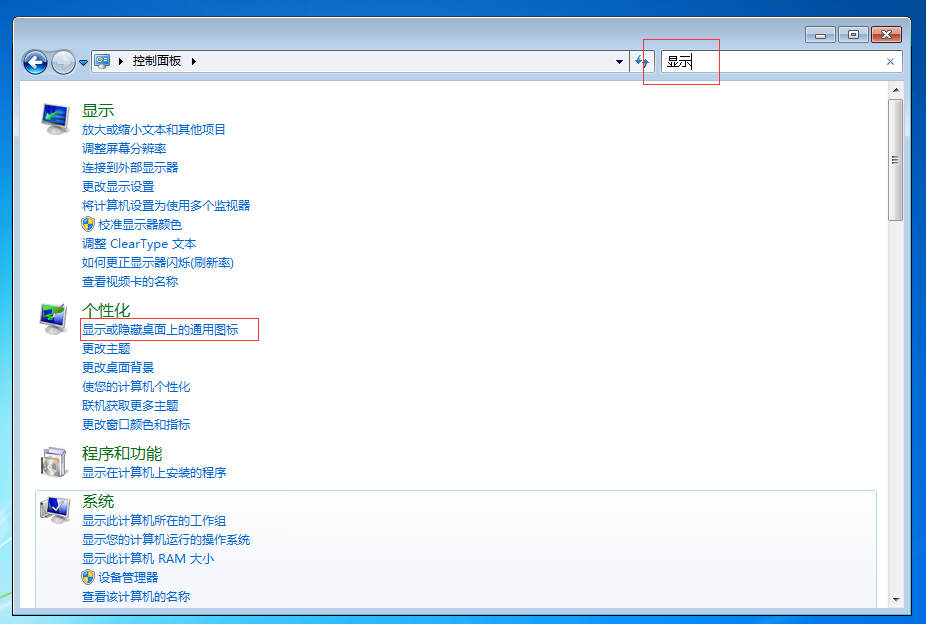 控制面板
显示
显示
放大或缩小文本和其他项目
调整屏幕分辨率
连接到外部显示器
更改显示设置
将计算机设置为使用多个监视器
校准显示器颜色
调整 ClearType 文本
如何更正显示器闪烁(刷新率)
查看视频卡的名称
个性化
显示或隐藏桌面上的通用图标
更改主题
更改桌面背景
使您的计算机个性化
联机获取更多主题
更改窗口颜色和指标
程序和功能
显示在计算机上安装的程序
系统
显示此计算机所在的工作组
显示您的计算机运行的操作系统
显示此计算机 RAM 大小
设备管理器
查看该计算机的名称